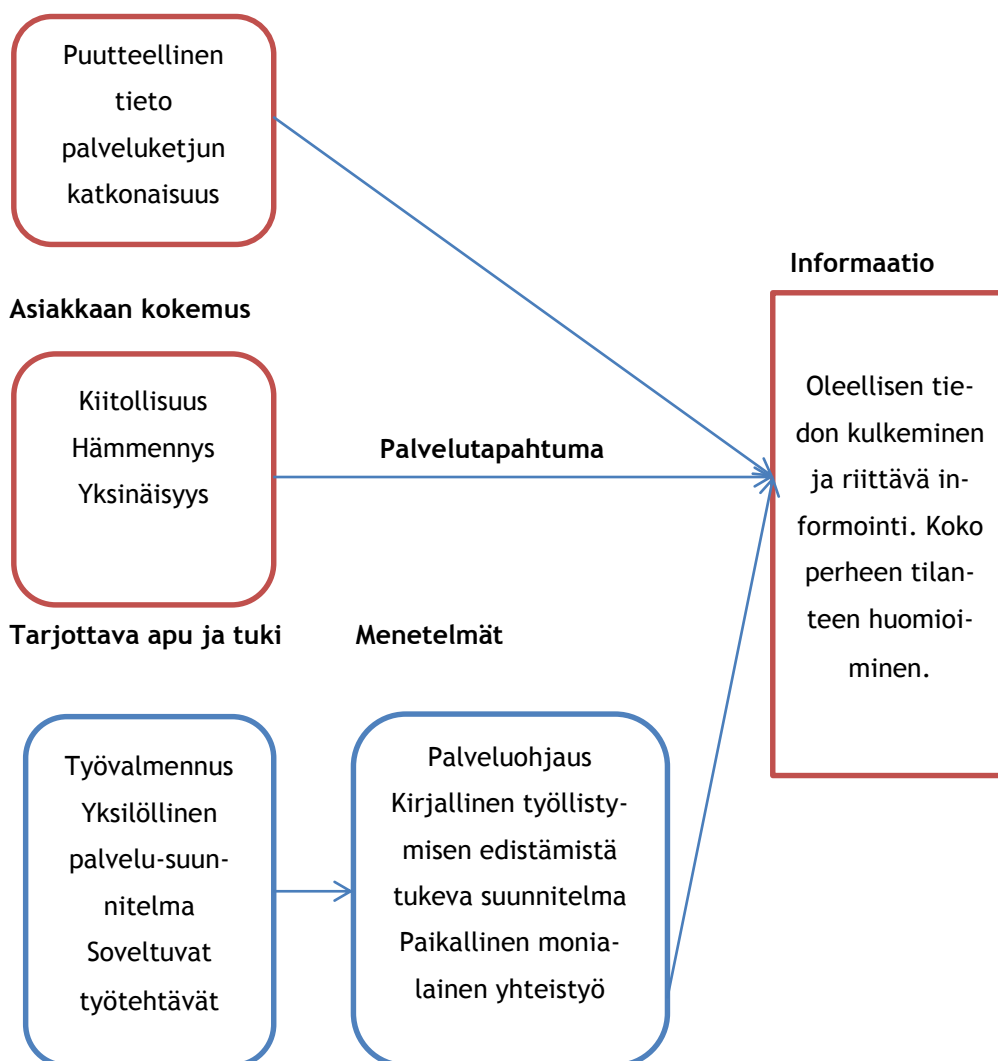 Puutteellinen
tieto
palveluketjun
katkonaisuus
Informaatio
Asiakkaan kokemus
Kiitollisuus
Hämmennys
Yksinäisyys
Palvelutapahtuma
Oleellisen tie-
don kulkeminen
ja riittävä in-
formointi. Koko
perheen tilan-
teen huomioi-
minen.
Tarjottava apu ja tuki
Menetelmät
Työvalmennus
Yksilöllinen
palvelu-suun-
nitelma
Soveltuvat
työtehtävät
Palveluohjaus
Kirjallinen työllisty-
misen edistämistä
tukeva suunnitelma
Paikallinen monia-
lainen yhteistyö